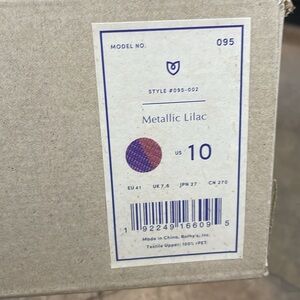 MODEL NO. 095
STYLE #095-002
Metallic Lilac
US 10
EU 41 UK 7.5 JPN 27 CN 270
1 92249 16609 5
Made in China, Rothy's, Inc.
Textile Upper: 100% rPET